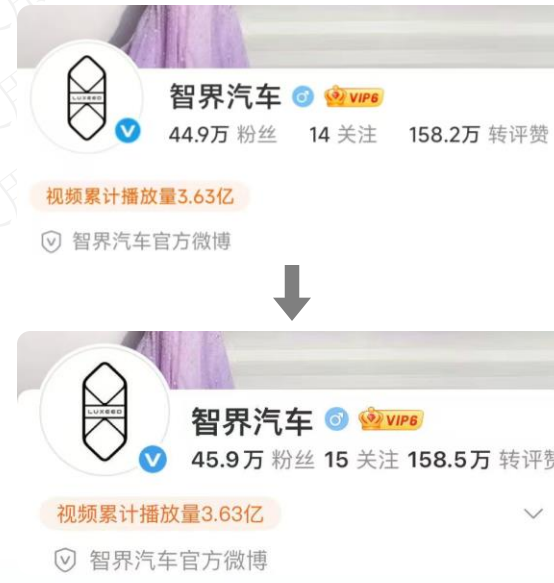 LUXEED
智界汽车 VIP6
44.9万 粉丝 14 关注 158.2万 转评赞
视频累计播放量3.63亿
智界汽车官方微博
LUXEED
智界汽车 VIP6
45.9万 粉丝 15 关注 158.5万 转评赞
视频累计播放量3.63亿
智界汽车官方微博